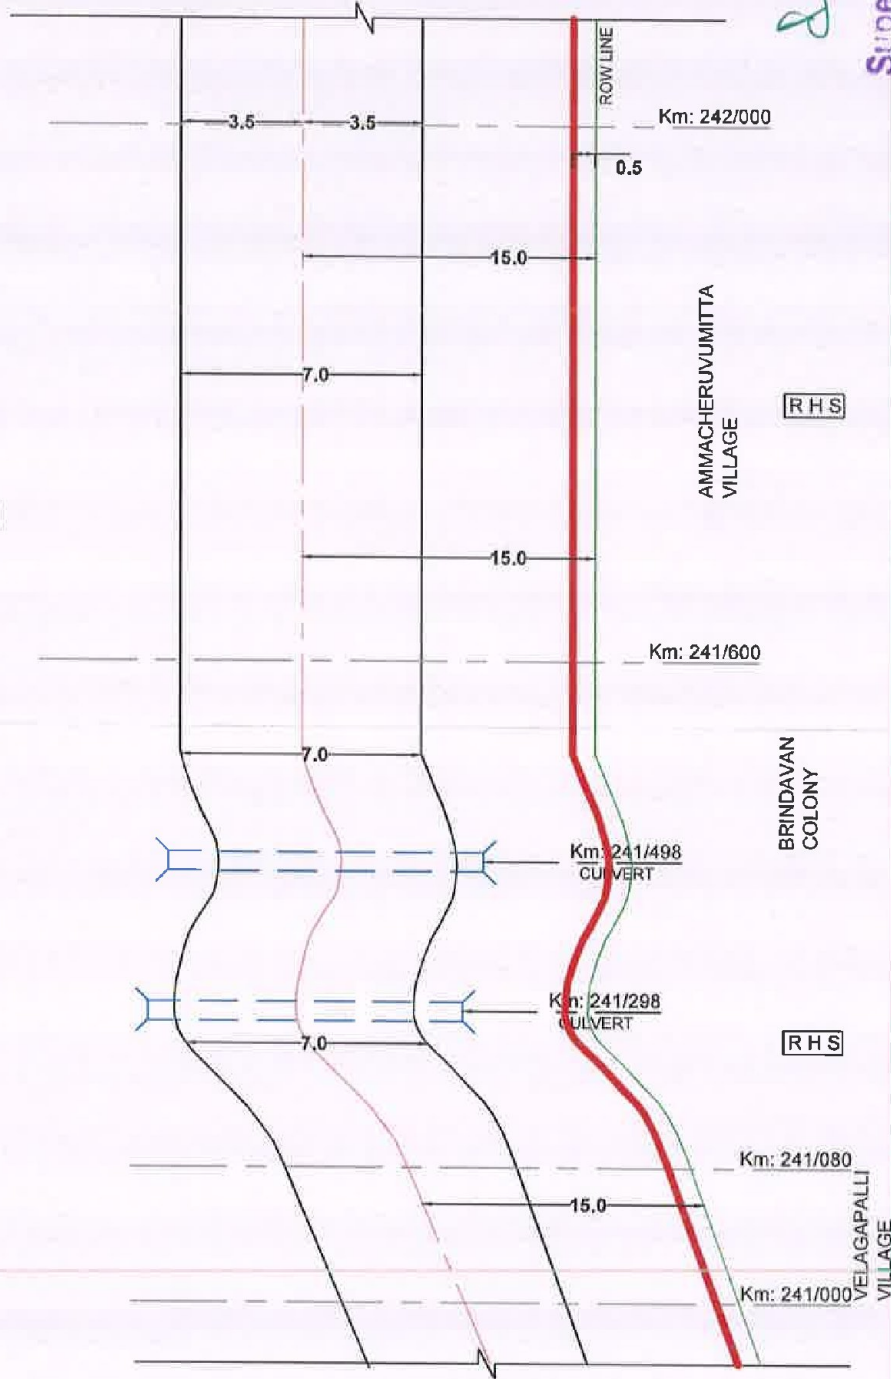 ROW LINE
Supe
3.5
3.5
Km: 242/000
0.5
15.0
7.0
AMMACHERUVUMITTA
VILLAGE
RHS
15.0
Km: 241/600
7.0
BRINDAVAN
COLONY
Km: 241/498
CULVERT
Km: 241/298
CULVERT
7.0
RHS
Km: 241/080
15.0
VELAGAPALLI
VILLAGE
Km: 241/000